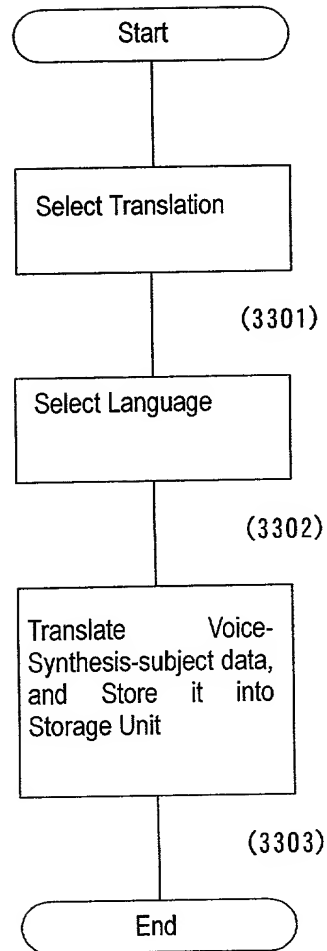 Start
Select Translation
(3301)
Select Language
(3302)
Translate Voice-
Synthesis-subject data,
and Store it into
Storage Unit
(3303)
End